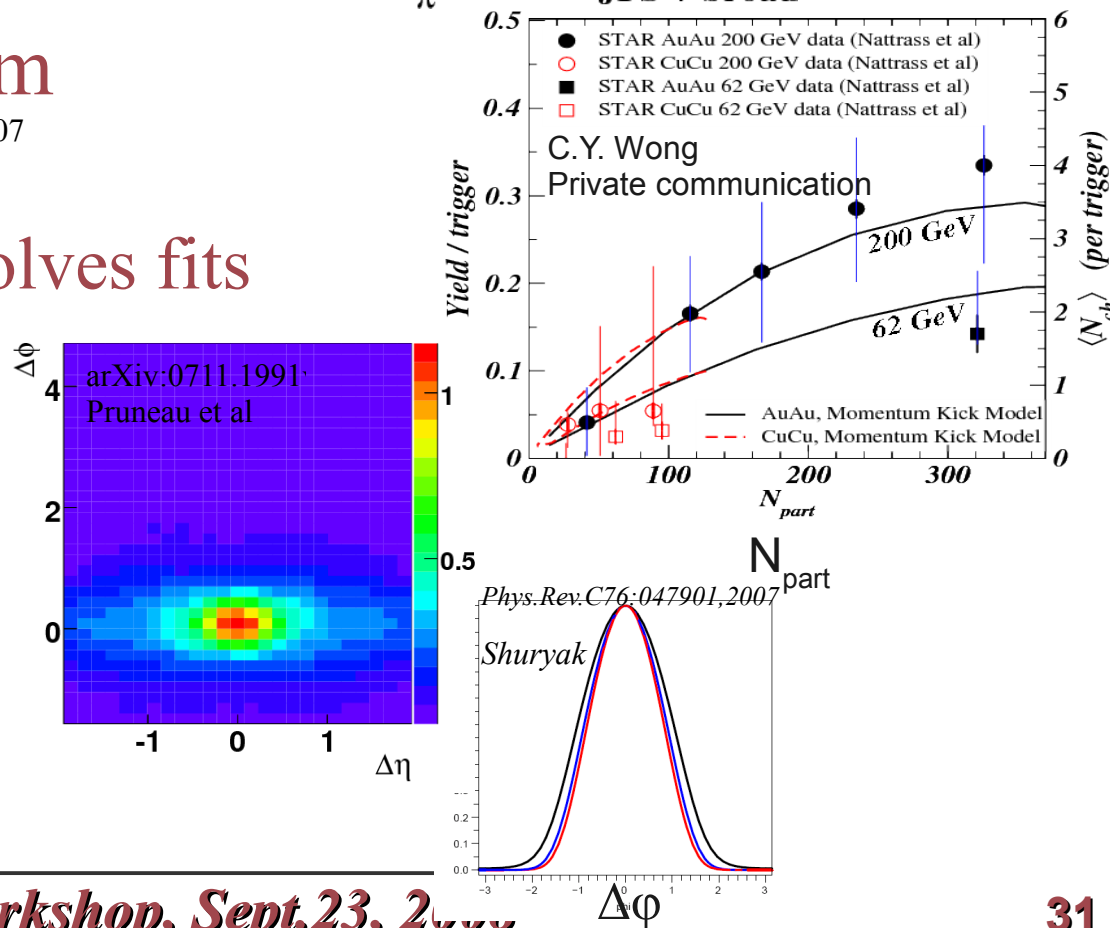 m
07
olves fits
0.5
0.4
0.3
0.2
0.1
0
Yield / trigger
6
5
4
3
2
1
0
(per trigger)
STAR AuAu 200 GeV data (Nattrass et al)
STAR CuCu 200 GeV data (Nattrass et al)
STAR AuAu 62 GeV data (Nattrass et al)
STAR CuCu 62 GeV data (Nattrass et al)
C.Y. Wong
Private communication
200 GeV
62 GeV
AuAu, Momentum Kick Model
CuCu, Momentum Kick Model
0 100 200 300
N_part
N_part
Δϕ
arXiv:0711.1991
Pruneau et al
4
2
0
-1 0 1
Δη
1
0.5
Phys.Rev.C76:047901,2007
Shuryak
0.2
0.1
0.0
−3 −2 −1 0 1 2 3
Δφ
rkshop, Sept.23, 2
31